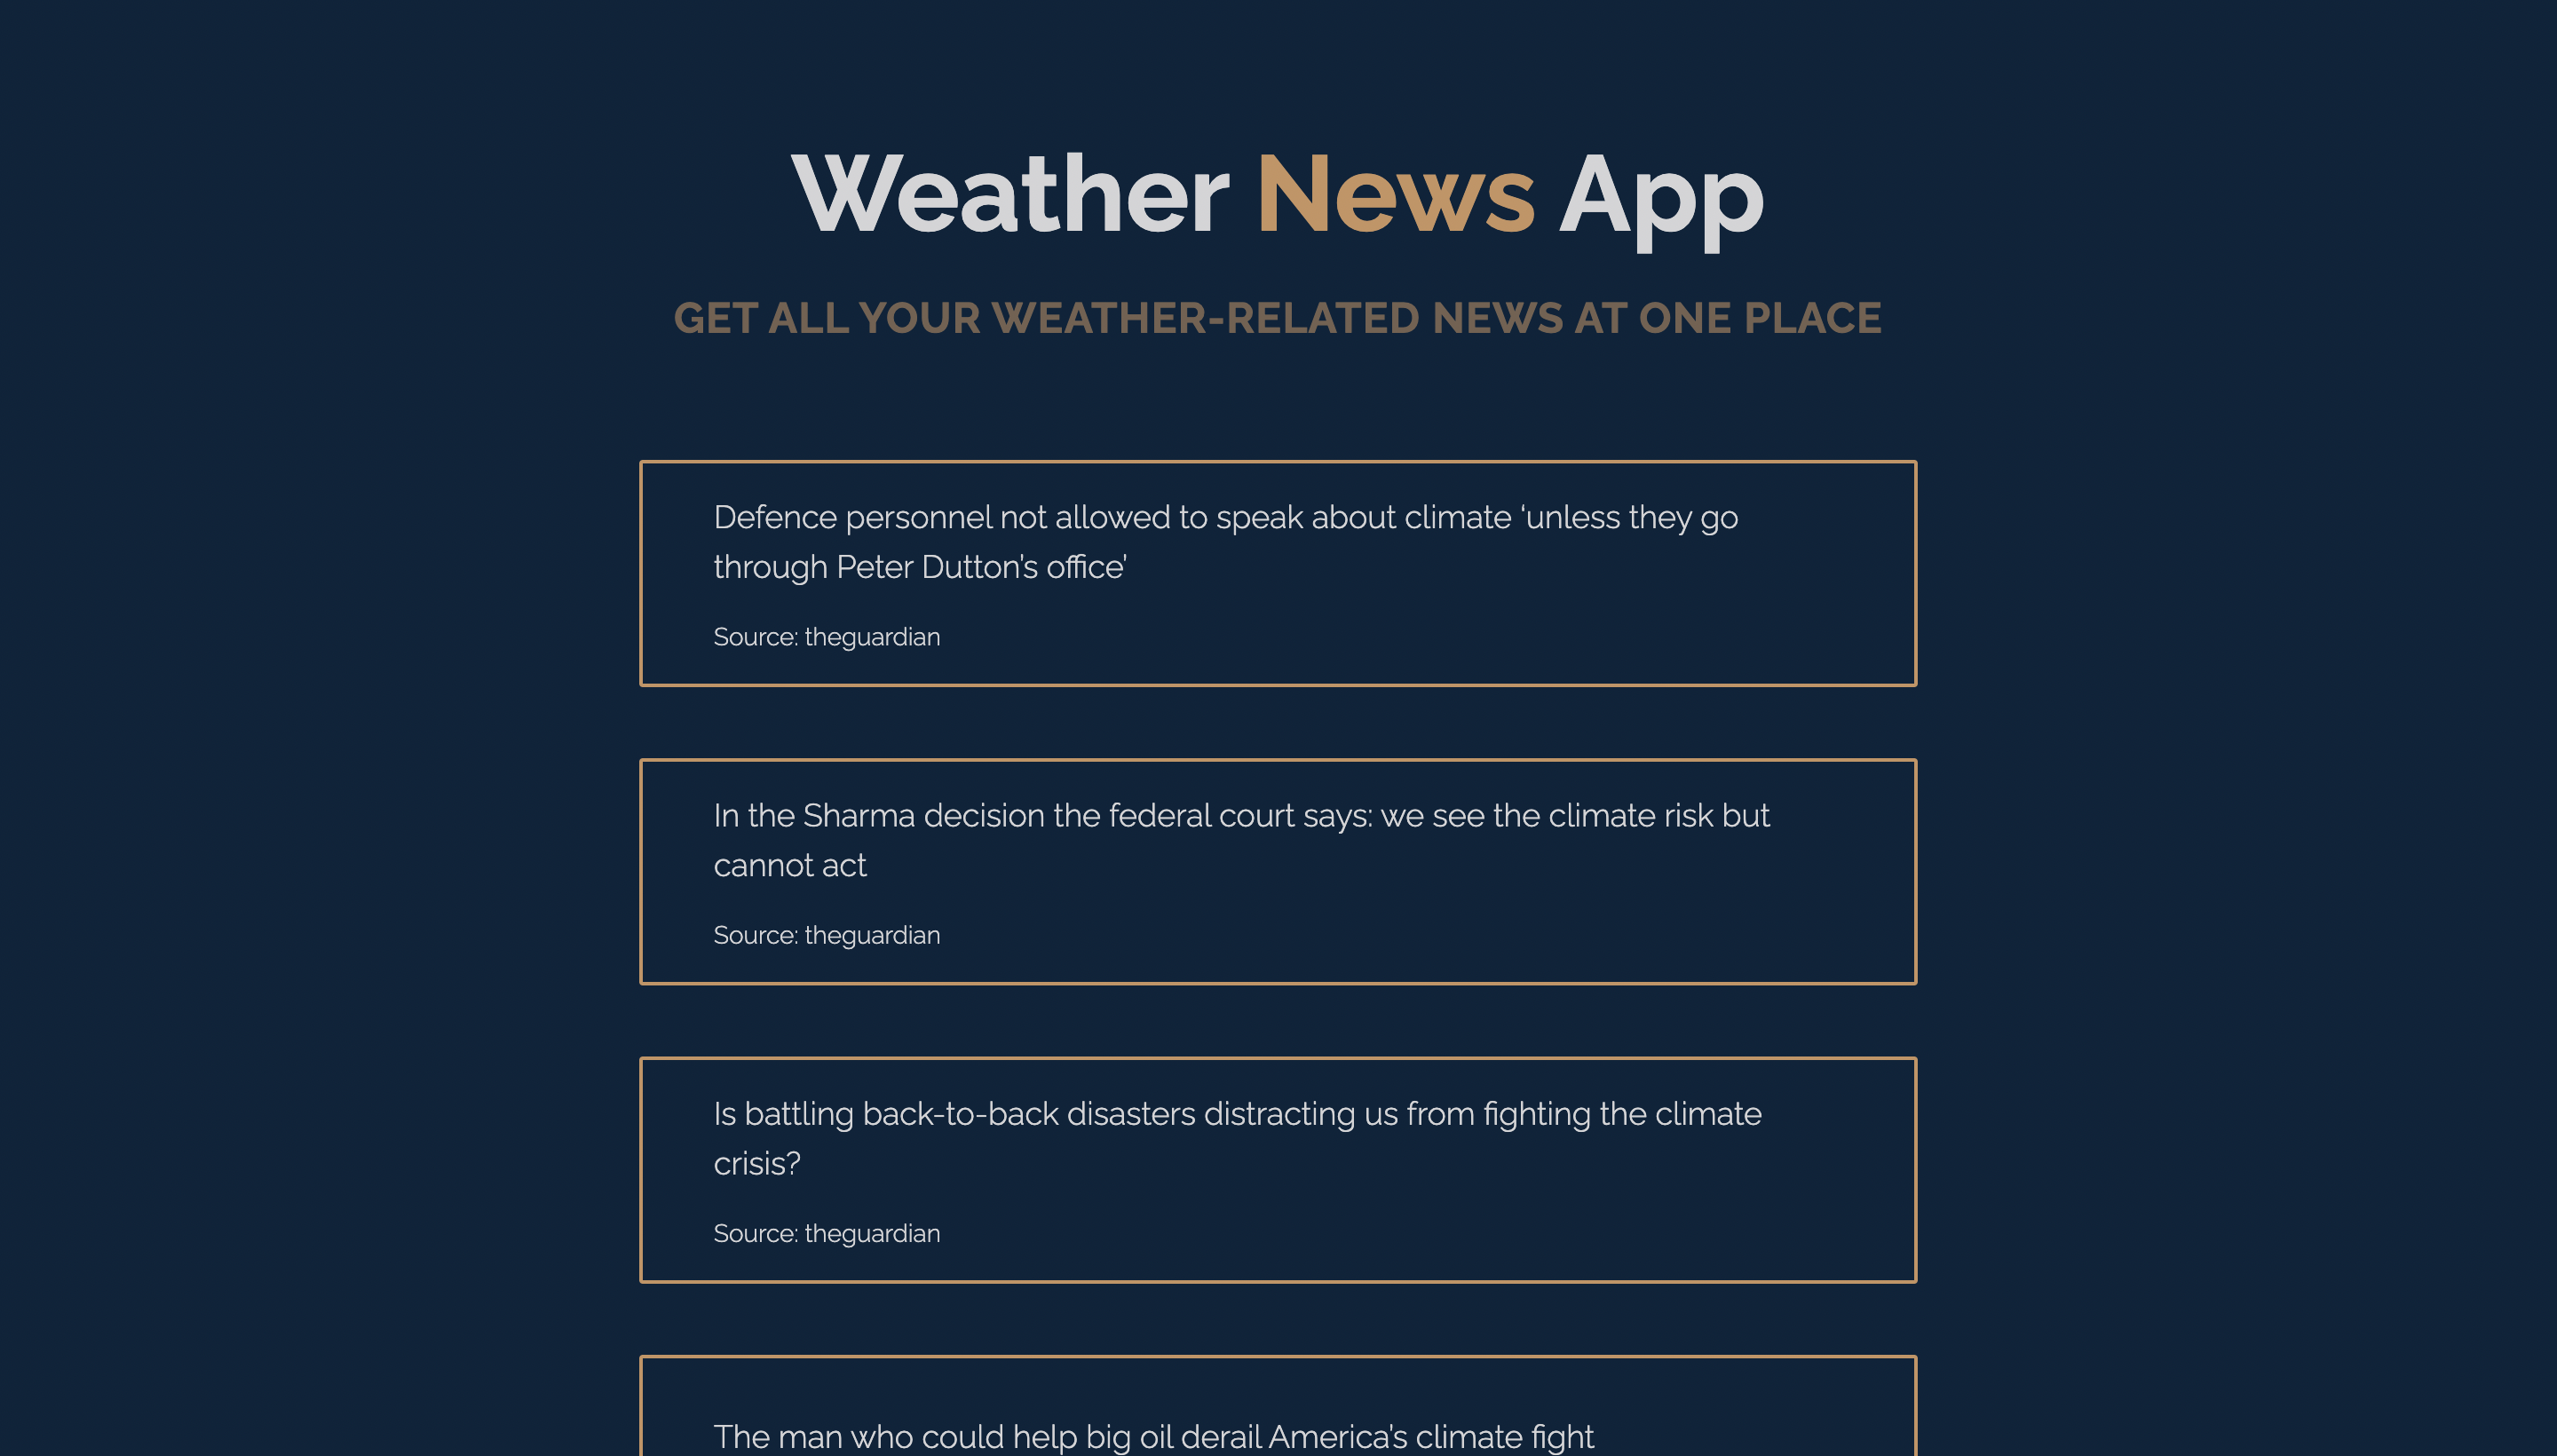 Weather News App
GET ALL YOUR WEATHER-RELATED NEWS AT ONE PLACE
Defence personnel not allowed to speak about climate ‘unless they go
through Peter Dutton’s office’
Source: theguardian
In the Sharma decision the federal court says: we see the climate risk but
cannot act
Source: theguardian
Is battling back-to-back disasters distracting us from fighting the climate
crisis?
Source: theguardian
The man who could help big oil derail America’s climate fight